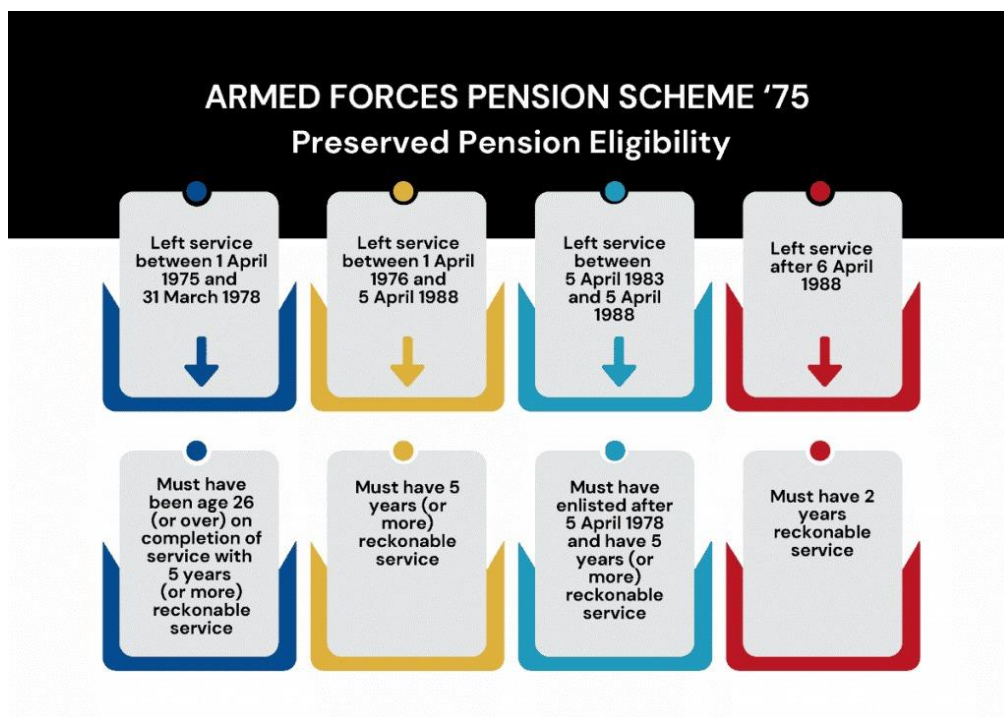 ARMED FORCES PENSION SCHEME ‘75
Preserved Pension Eligibility
Left service
between 1 April
1975 and
31 March 1978
Left service
between 1 April
1976 and
5 April 1988
Left service
between
5 April 1983
and 5 April
1988
Left service
after 6 April
1988
Must have
been age 26
(or over) on
completion of
service with
5 years
(or more)
reckonable
service
Must have 5
years (or
more)
reckonable
service
Must have
enlisted after
5 April 1978
and have 5
years (or
more)
reckonable
service
Must have 2
years
reckonable
service